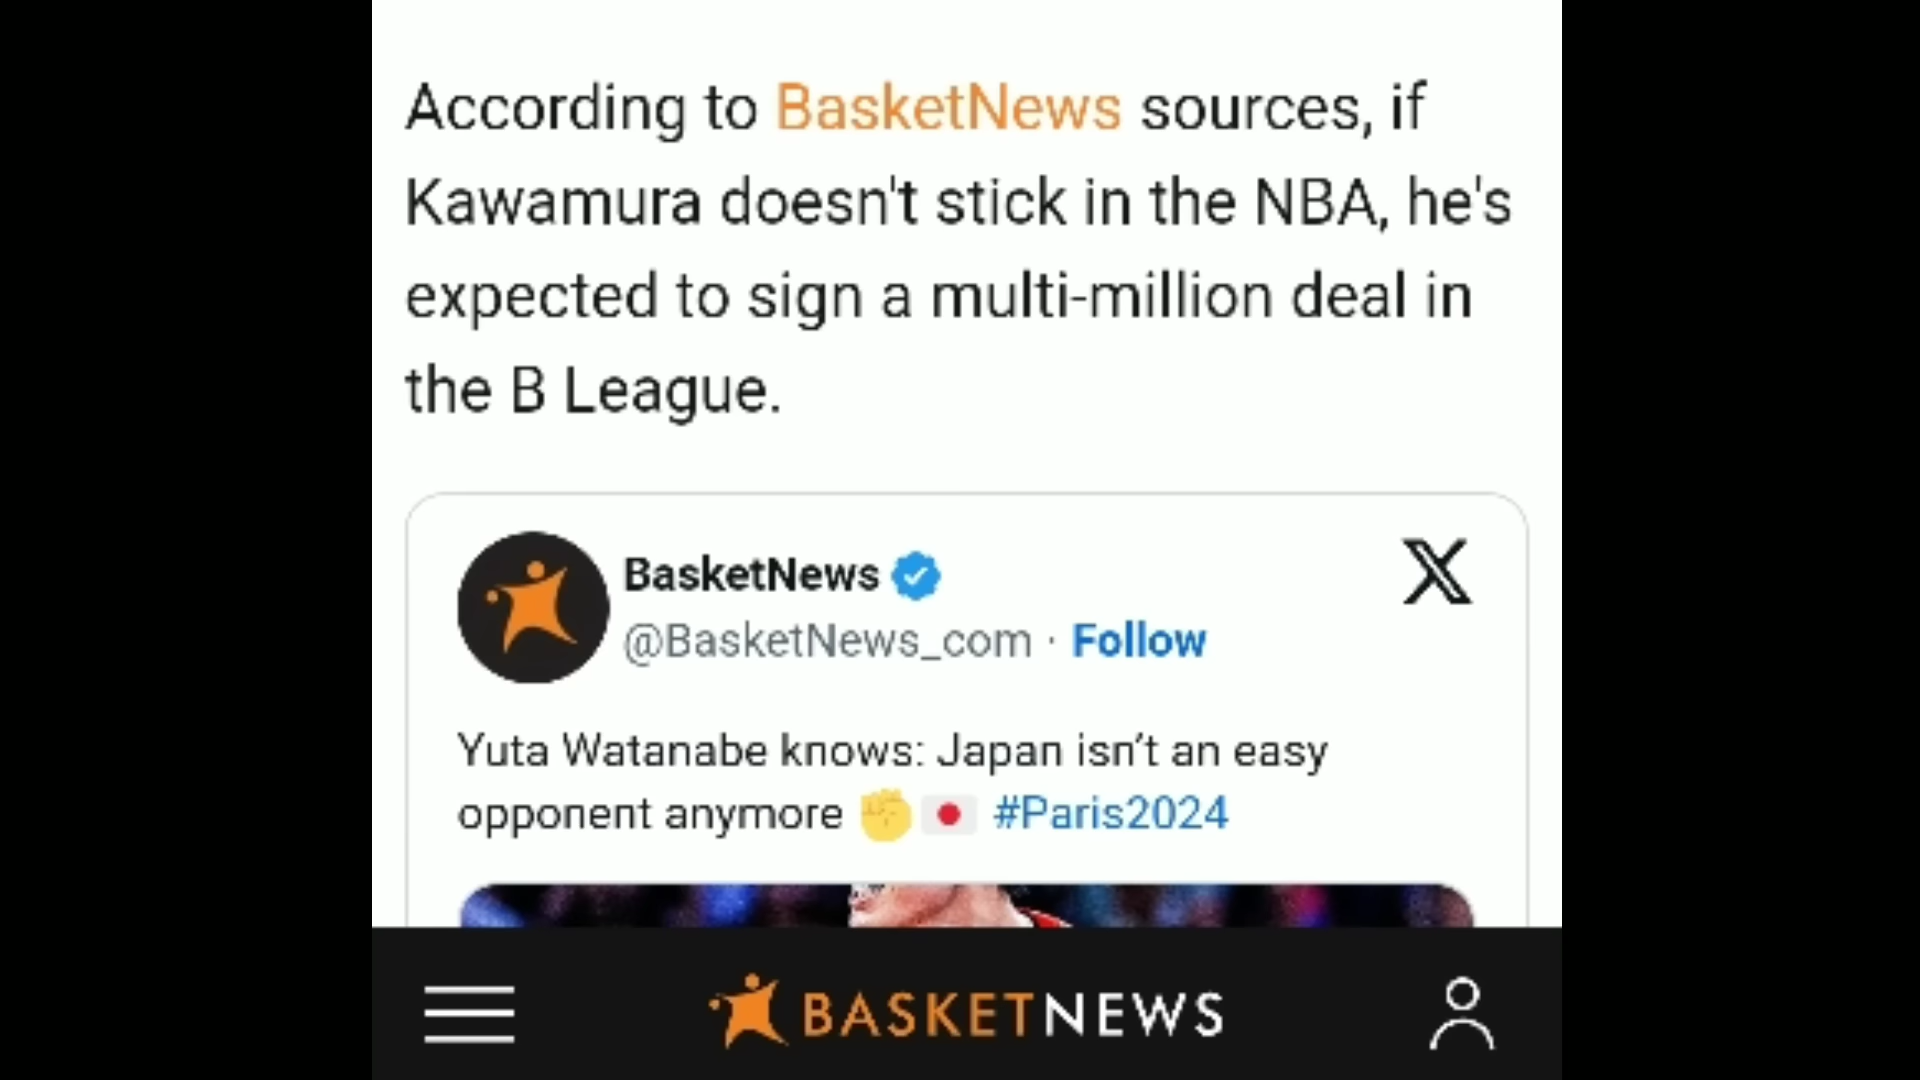 According to BasketNews sources, if
Kawamura doesn't stick in the NBA, he's
expected to sign a multi-million deal in
the B League.
BasketNews
@BasketNews_com · Follow
Yuta Watanabe knows: Japan isn’t an easy
opponent anymore ✊🇯🇵 #Paris2024
BASKETNEWS